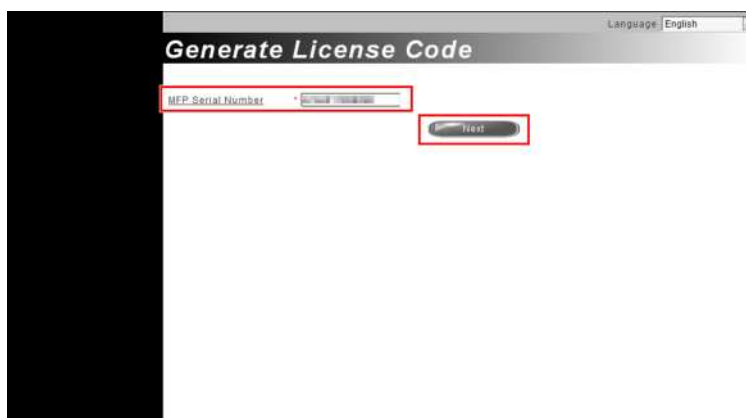 Language English
Generate License Code
MFP Serial Number *
Next